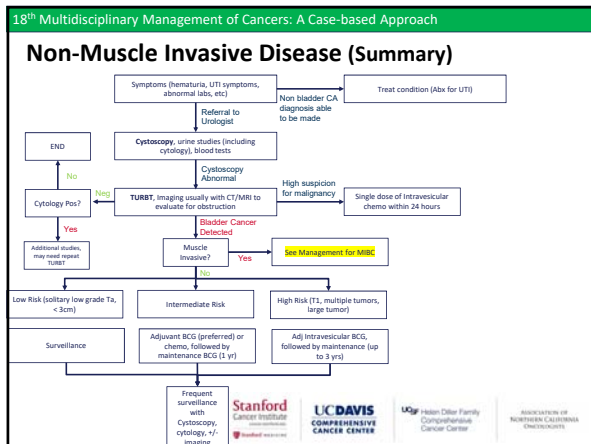 18th Multidisciplinary Management of Cancers: A Case-based Approach
Non-Muscle Invasive Disease (Summary)
Symptoms (hematuria, UTI symptoms,
abnormal labs, etc)
Non bladder CA
diagnosis able
to be made
Treat condition (Abx for UTI)
Referral to
Urologist
Cystoscopy, urine studies (including
cytology), blood tests
END
Cystoscopy
Abnormal
No
High suspicion
for malignancy
Cytology Pos?
Neg
TURBT, Imaging usually with CT/MRI to
evaluate for obstruction
Single dose of Intravesicular
chemo within 24 hours
Yes
Bladder Cancer
Detected
Additional studies,
may need repeat
TURBT
Muscle
Invasive?
Yes
See Management for MIBC
No
Low Risk (solitary low grade Ta,
< 3cm)
Intermediate Risk
High Risk (T1, multiple tumors,
large tumor)
Surveillance
Adjuvant BCG (preferred) or
chemo, followed by
maintenance BCG (1 yr)
Adj Intravesicular BCG,
followed by maintenance (up
to 3 yrs)
Frequent
surveillance
with
Cystoscopy,
cytology, +/-
imaging
Stanford
Cancer Institute
Stanford MEDICINE
UCDAVIS
COMPREHENSIVE
CANCER CENTER
UCSF Helen Diller Family
Comprehensive
Cancer Center
ASSOCIATION OF
NORTHERN CALIFORNIA
ONCOLOGISTS